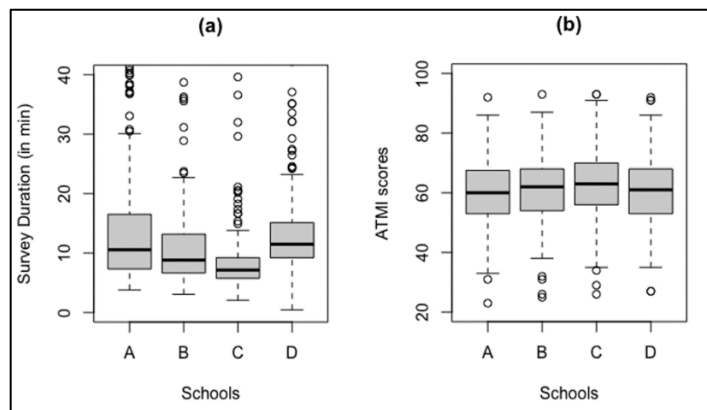 (a)
Survey Duration (in min)
40
30
20
10
0
A B C D
Schools
(b)
ATMI scores
100
80
60
40
20
A B C D
Schools